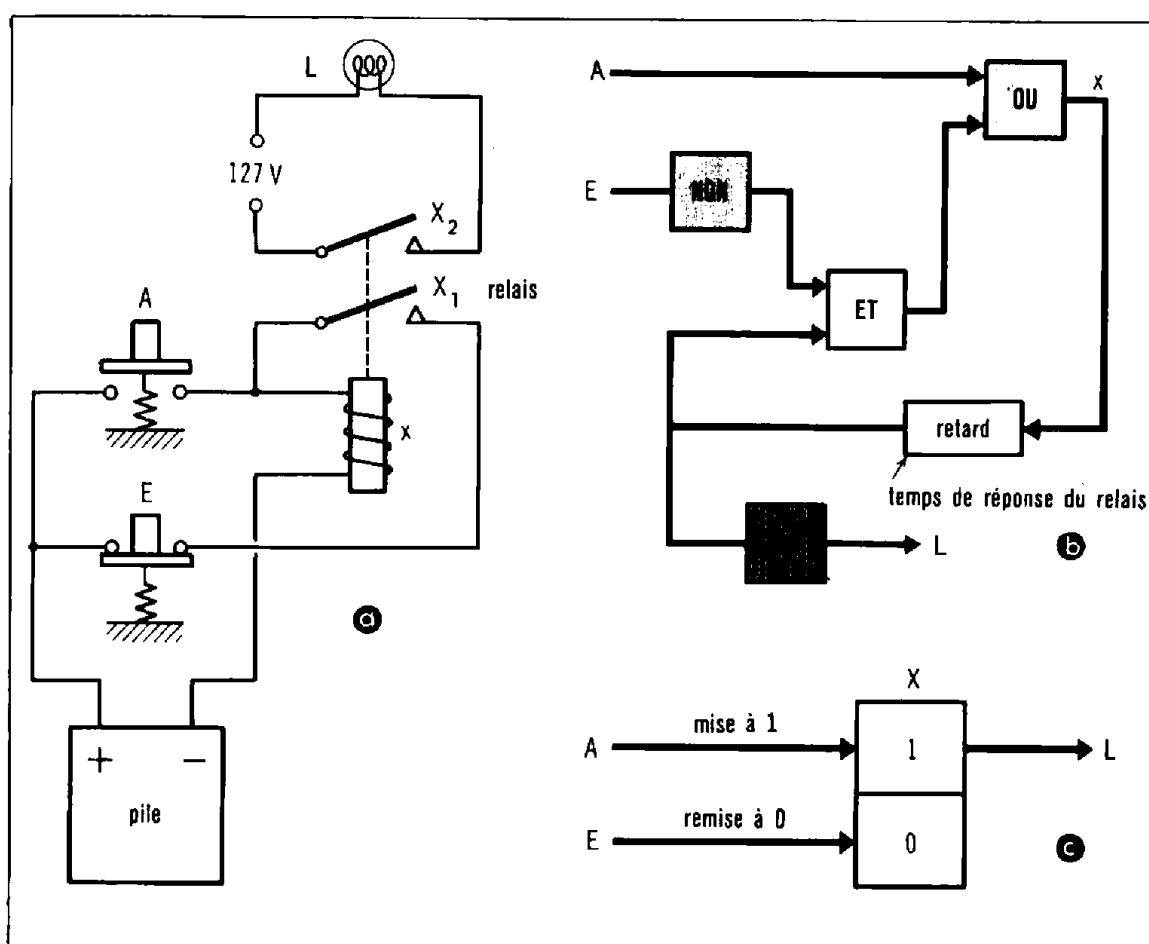 L
127 V
X2
X1 relais
A
x
E
a
+ −
pile
A
OU
x
E
NON
ET
retard
temps de réponse du relais
L
b
X
A
mise à 1
1
L
E
remise à 0
0
c